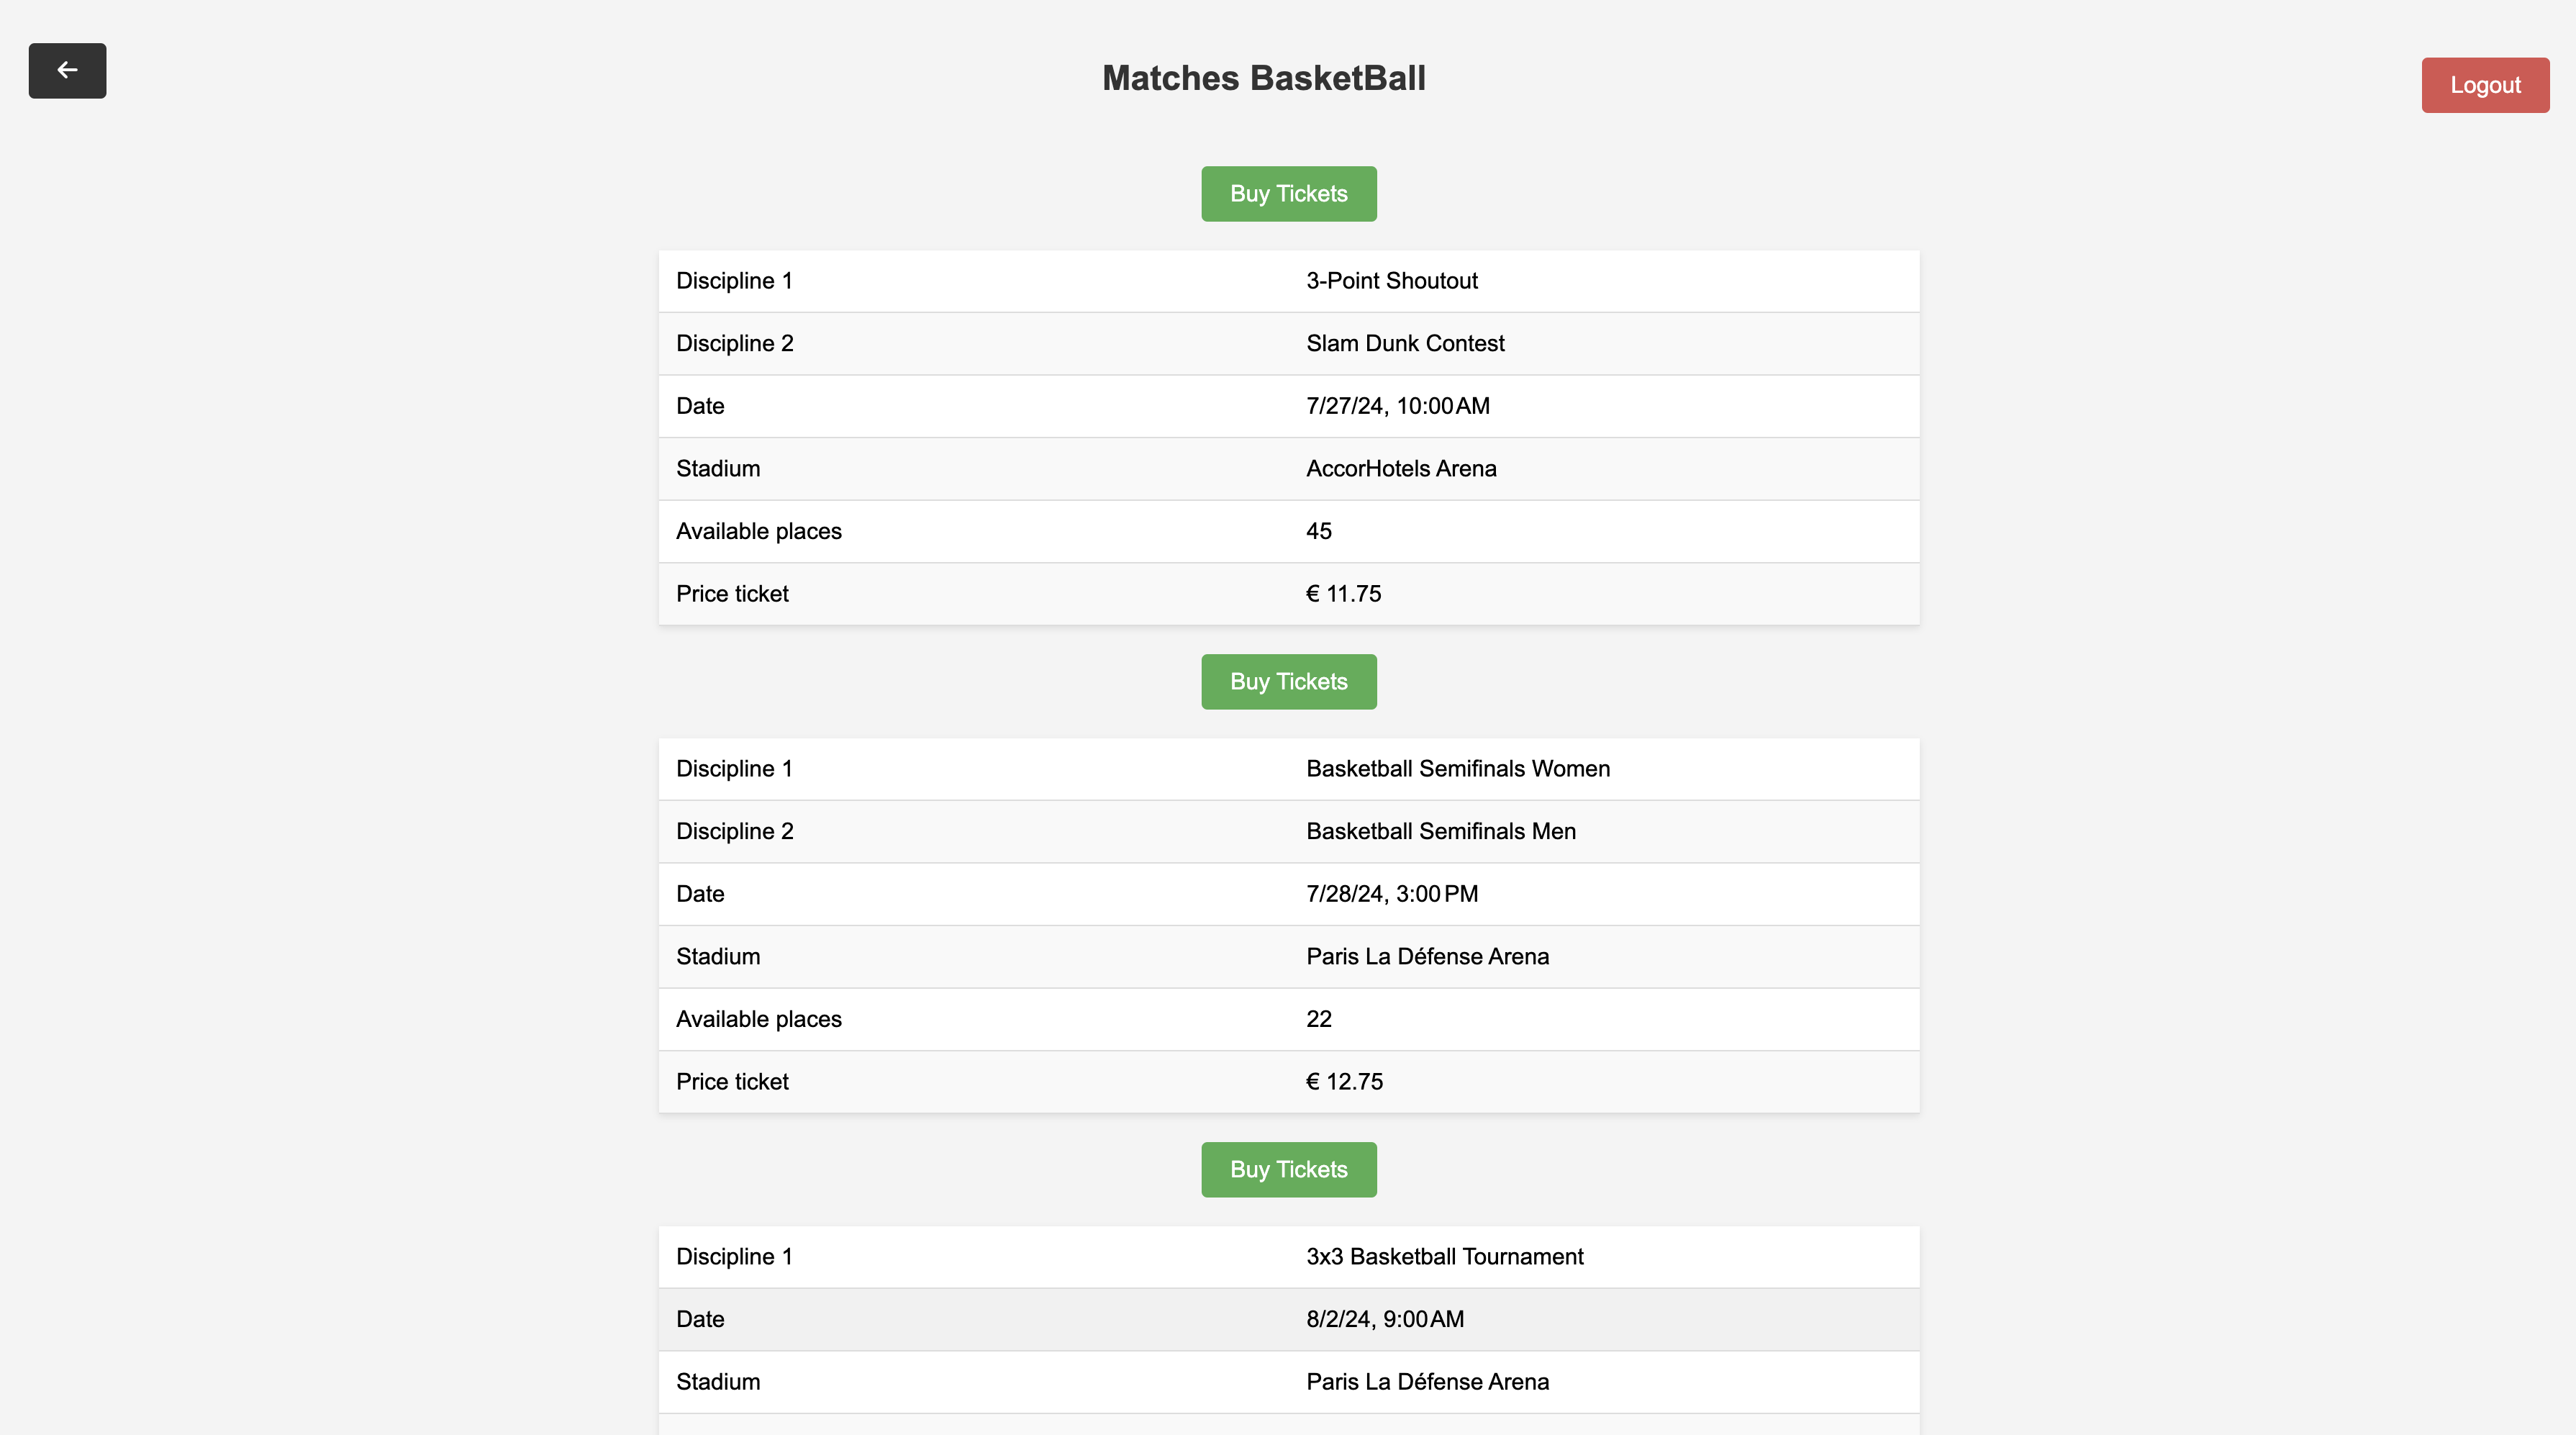 Matches BasketBall
Logout
Buy Tickets
Discipline 1 3-Point Shoutout
Discipline 2 Slam Dunk Contest
Date 7/27/24, 10:00 AM
Stadium AccorHotels Arena
Available places 45
Price ticket € 11.75
Buy Tickets
Discipline 1 Basketball Semifinals Women
Discipline 2 Basketball Semifinals Men
Date 7/28/24, 3:00 PM
Stadium Paris La Défense Arena
Available places 22
Price ticket € 12.75
Buy Tickets
Discipline 1 3x3 Basketball Tournament
Date 8/2/24, 9:00 AM
Stadium Paris La Défense Arena